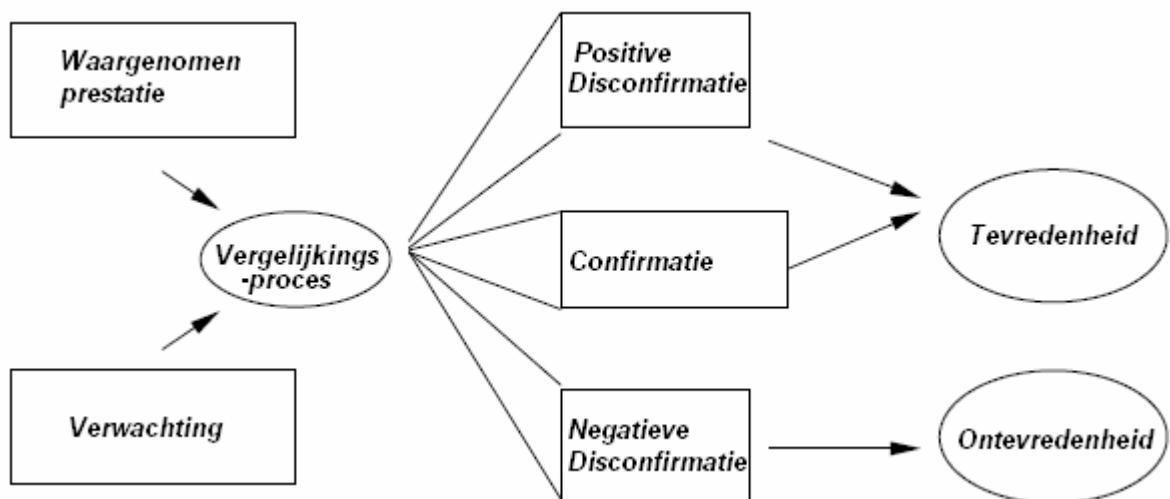 Waargenomen
prestatie
Verwachting
Vergelijkings
-proces
Positive
Disconfirmatie
Confirmatie
Negatieve
Disconfirmatie
Tevredenheid
Ontevredenheid